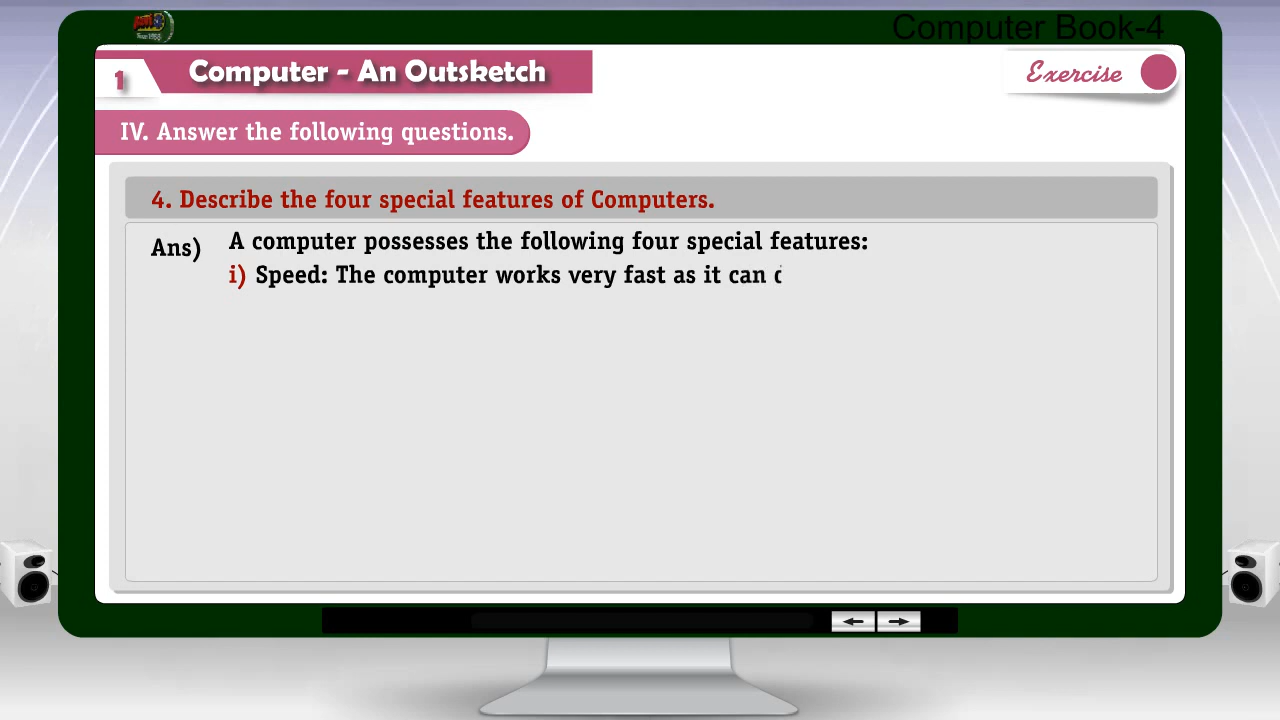 Computer Book-4
1 Computer - An Outsketch
Exercise
IV. Answer the following questions.
4. Describe the four special features of Computers.
Ans) A computer possesses the following four special features:
i) Speed: The computer works very fast as it can